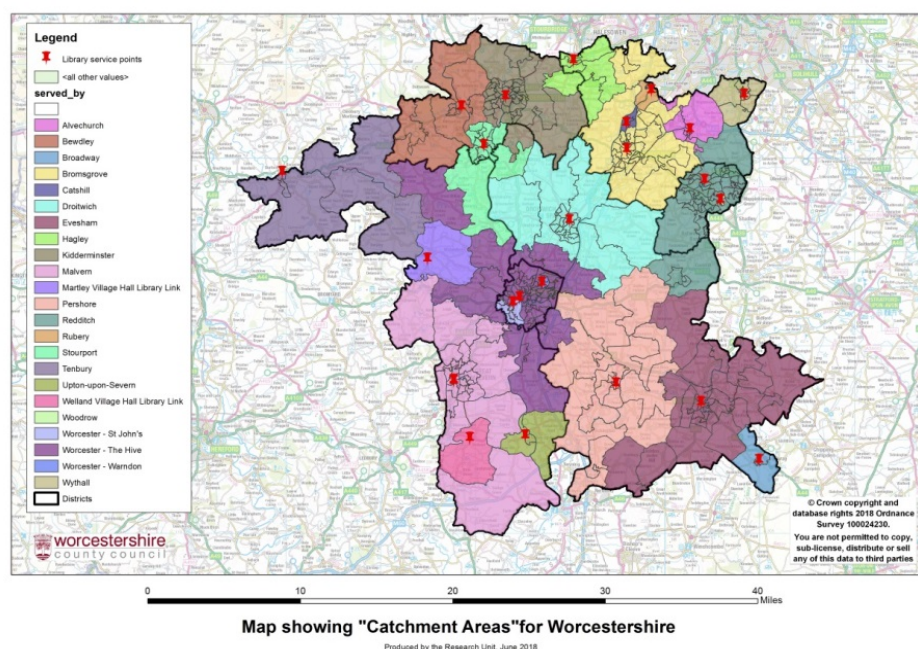 Legend
Library service points
<all other values>
served_by
Alvechurch
Bewdley
Broadway
Bromsgrove
Catshill
Droitwich
Evesham
Hagley
Kidderminster
Malvern
Martley Village Hall Library Link
Pershore
Redditch
Rubery
Stourport
Tenbury
Upton-upon-Severn
Welland Village Hall Library Link
Woodrow
Worcester - St John's
Worcester - The Hive
Worcester - Warndon
Wythall
Districts
worcestershire
county council
© Crown copyright and
database rights 2018 Ordnance
Survey 100024230.
You are not permitted to copy,
sub-license, distribute or sell
any of this data to third parties
0 10 20 30 40
Miles
Map showing "Catchment Areas"for Worcestershire
Produced by the Research Unit, June 2018